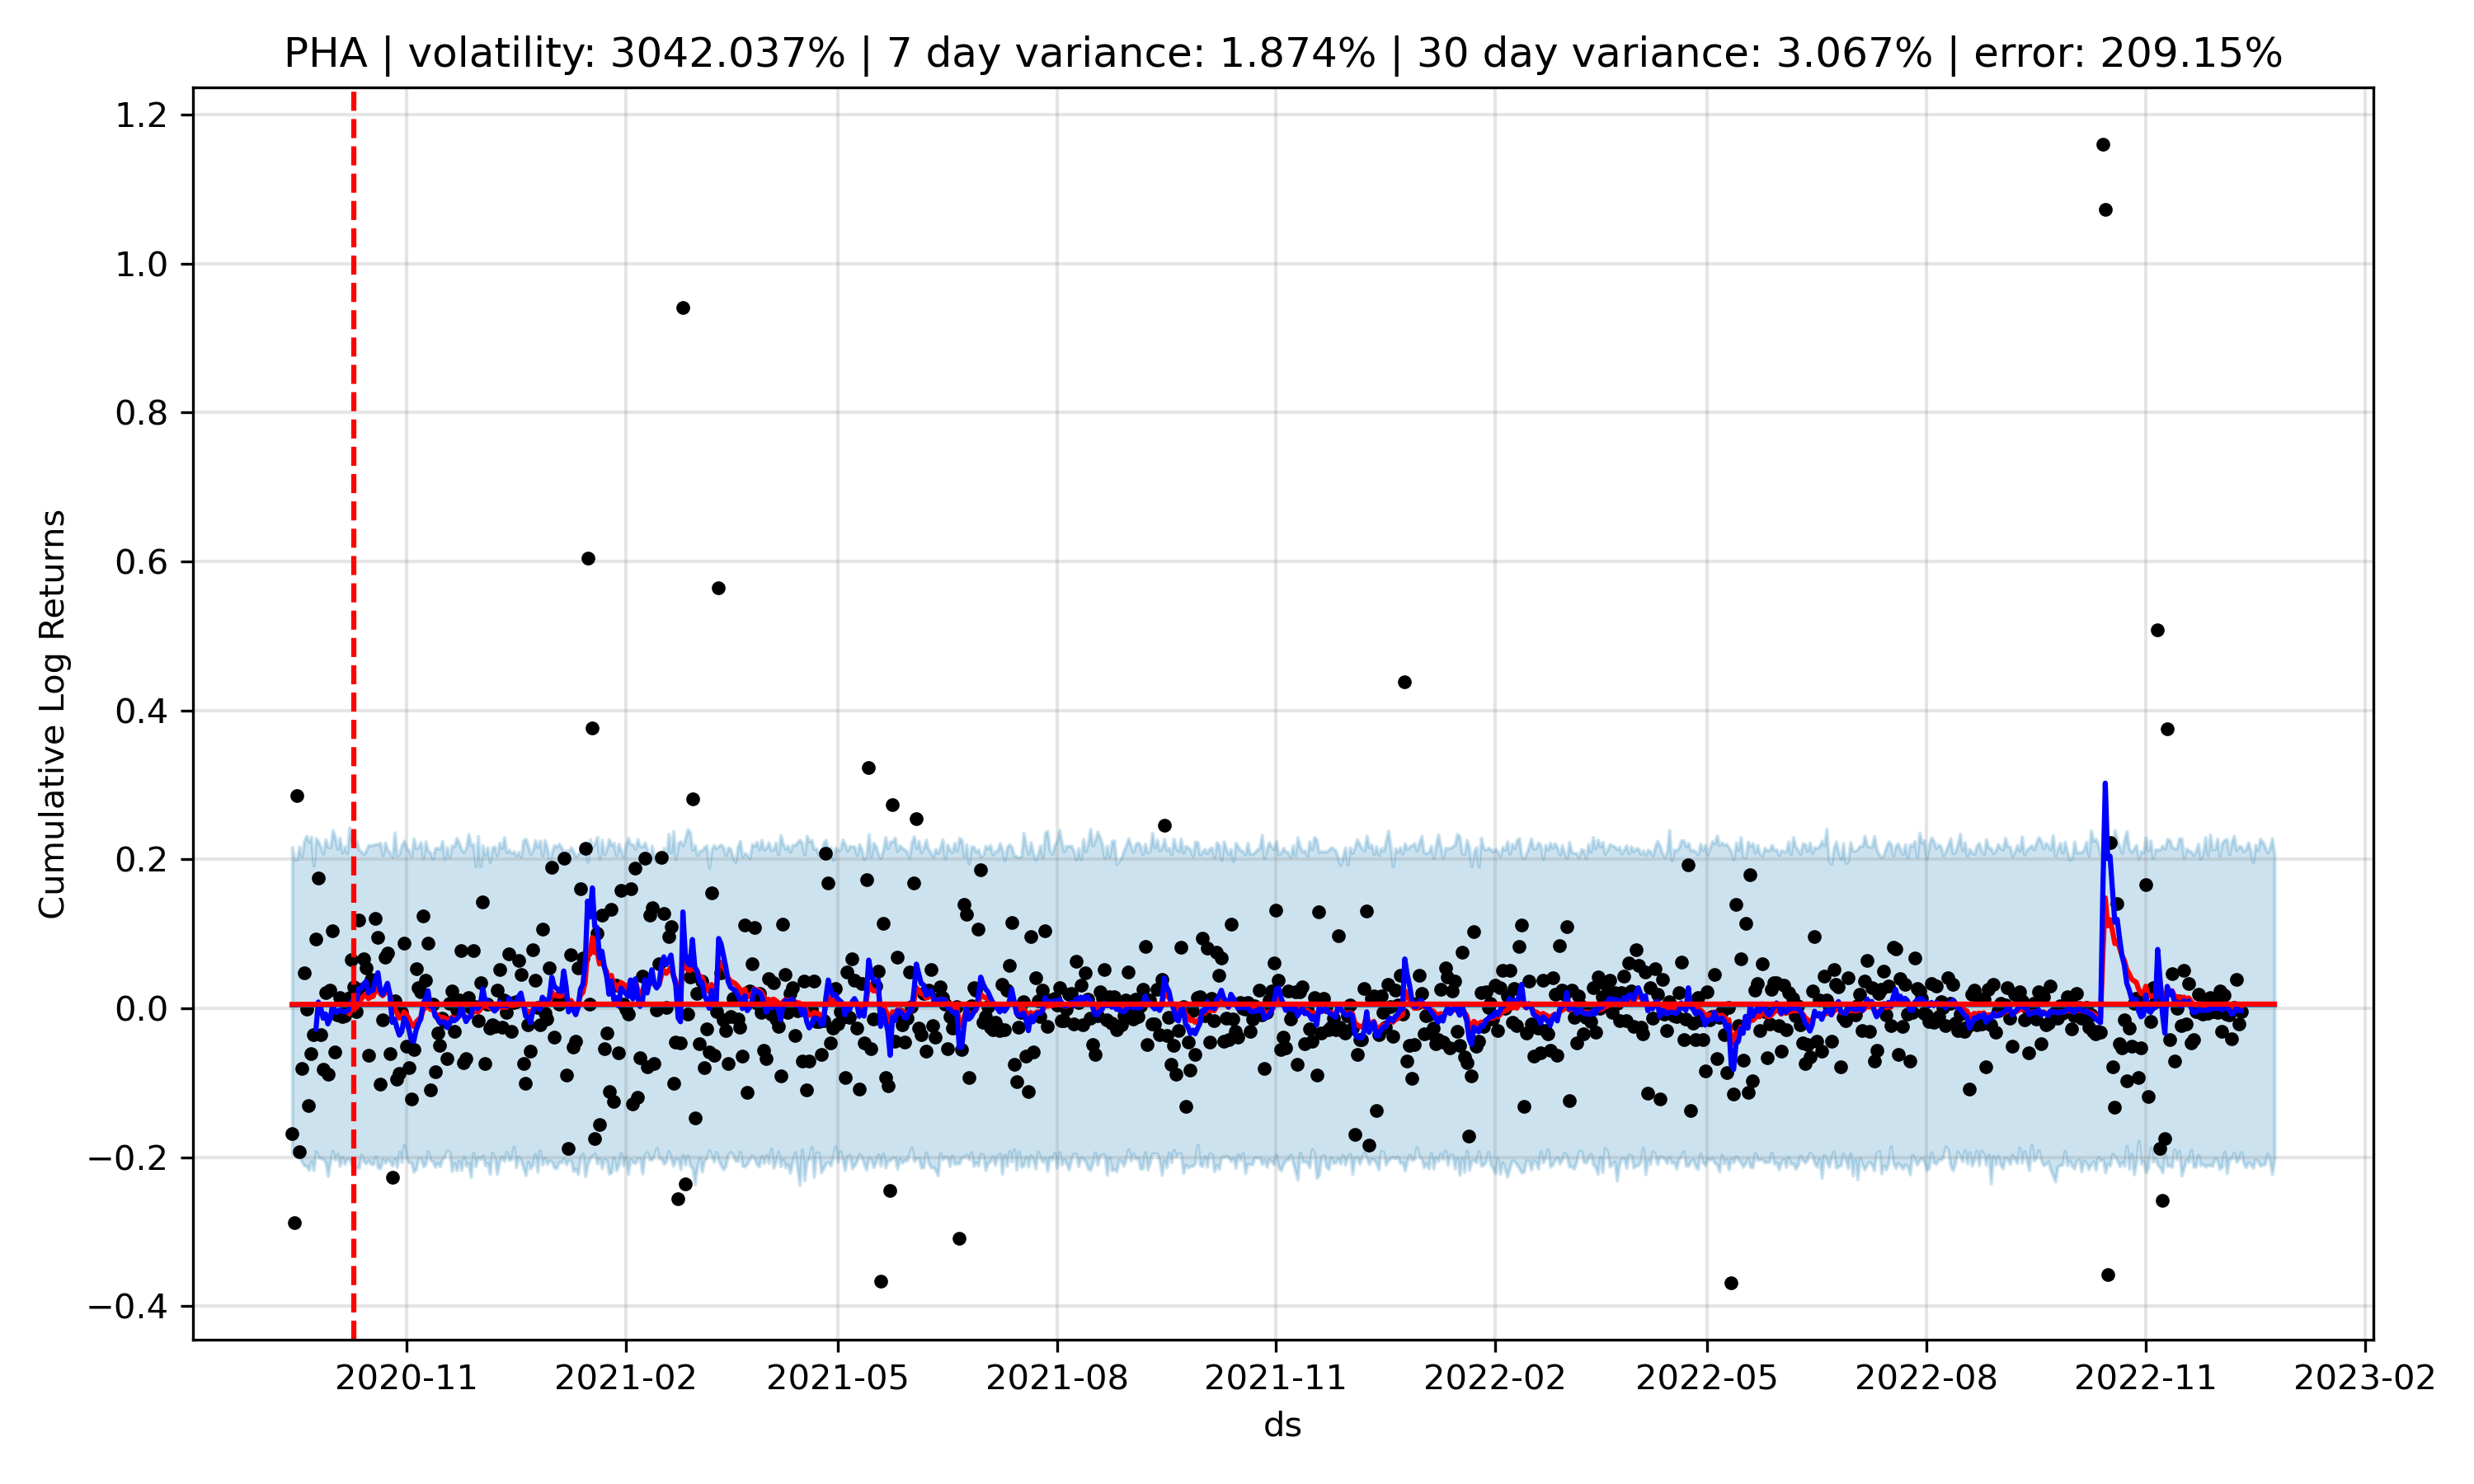 PHA | volatility: 3042.037% | 7 day variance: 1.874% | 30 day variance: 3.067% | error: 209.15%
1.2
1.0
0.8
0.6
0.4
0.2
0.0
−0.2
−0.4
Cumulative Log Returns
2020-11 2021-02 2021-05 2021-08 2021-11 2022-02 2022-05 2022-08 2022-11 2023-02
ds